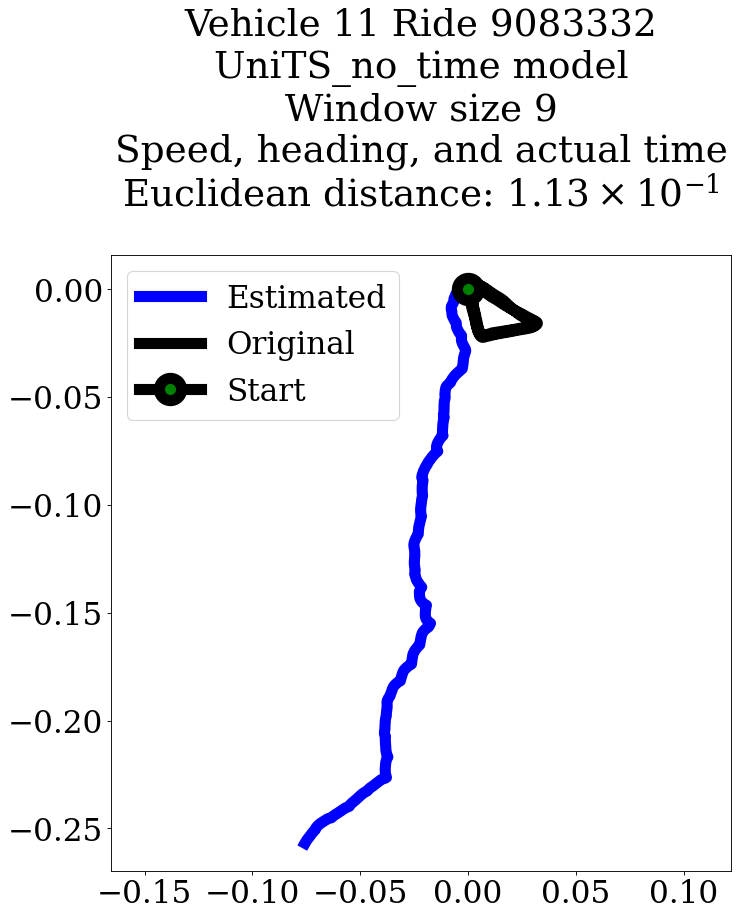 Vehicle 11 Ride 9083332
UniTS_no_time model
Window size 9
Speed, heading, and actual time
Euclidean distance: 1.13 × 10⁻¹
Estimated
Original
Start
0.00
−0.05
−0.10
−0.15
−0.20
−0.25
−0.15 −0.10 −0.05 0.00 0.05 0.10